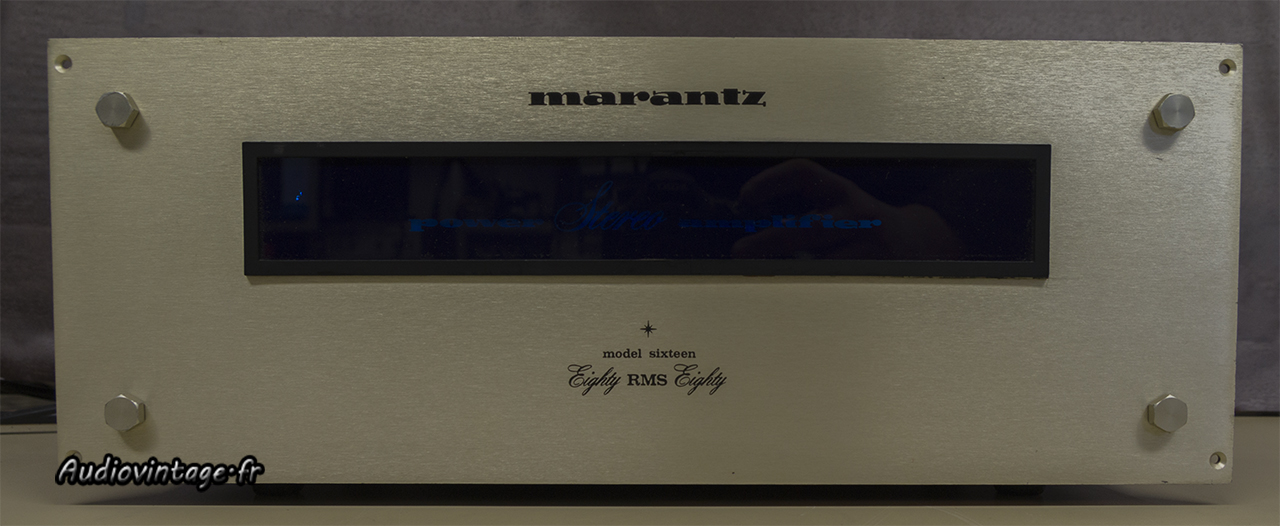 marantz
power Stereo amplifier
model sixteen
Eighty RMS Eighty
Audiovintage.fr